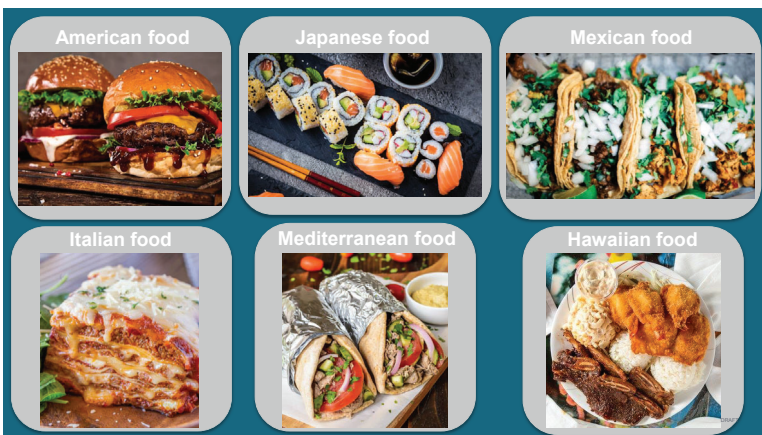 American food
Japanese food
Mexican food
Italian food
Mediterranean food
Hawaiian food